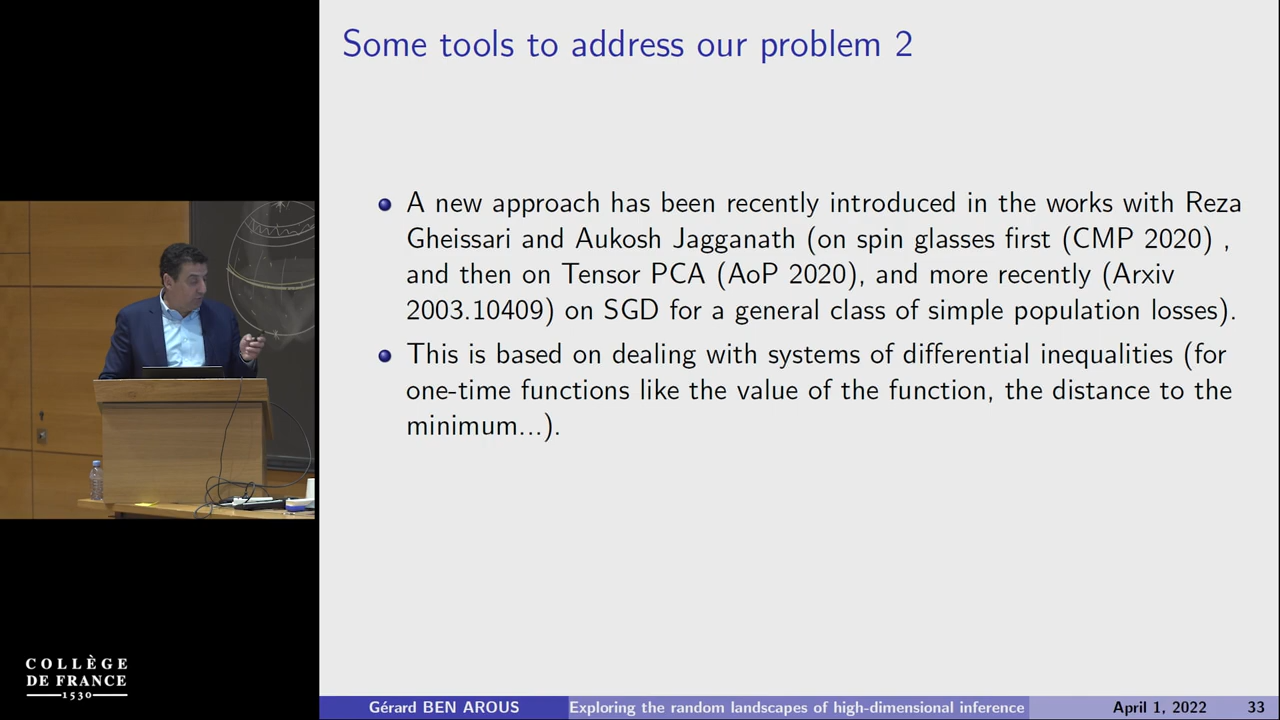 Some tools to address our problem 2
A new approach has been recently introduced in the works with Reza
Gheissari and Aukosh Jagganath (on spin glasses first (CMP 2020) ,
and then on Tensor PCA (AoP 2020), and more recently (Arxiv
2003.10409) on SGD for a general class of simple population losses).
This is based on dealing with systems of differential inequalities (for
one-time functions like the value of the function, the distance to the
minimum...).
COLLÈGE
DE FRANCE
1530
Gérard BEN AROUS
Exploring the random landscapes of high-dimensional inference
April 1, 2022
33